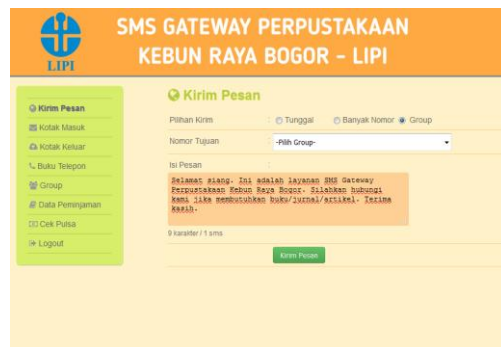 LIPI
SMS GATEWAY PERPUSTAKAAN
KEBUN RAYA BOGOR – LIPI
Kirim Pesan
Kotak Masuk
Kotak Keluar
Buku Telepon
Group
Data Peminjaman
Cek Pulsa
Logout
Kirim Pesan
Pilihan Kirim : Tunggal Banyak Nomor Group
Nomor Tujuan : -Pilih Group-
Isi Pesan :
Selamat siang. Ini adalah layanan SMS Gateway
Perpustakaan Kebun Raya Bogor. Silahkan hubungi
kami jika membutuhkan buku/jurnal/artikel. Terima
kasih.
9 karakter / 1 sms
Kirim Pesan